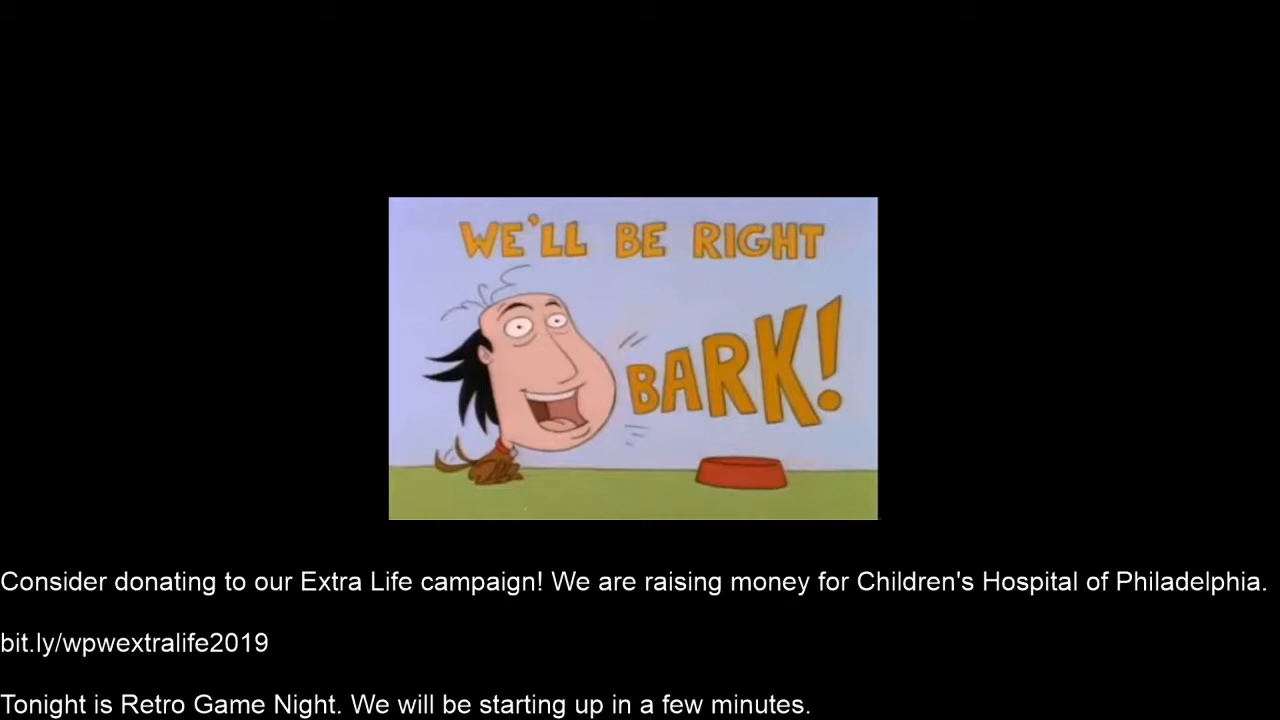 WE'LL BE RIGHT
BARK!
Consider donating to our Extra Life campaign! We are raising money for Children's Hospital of Philadelphia.
bit.ly/wpwextralife2019
Tonight is Retro Game Night. We will be starting up in a few minutes.